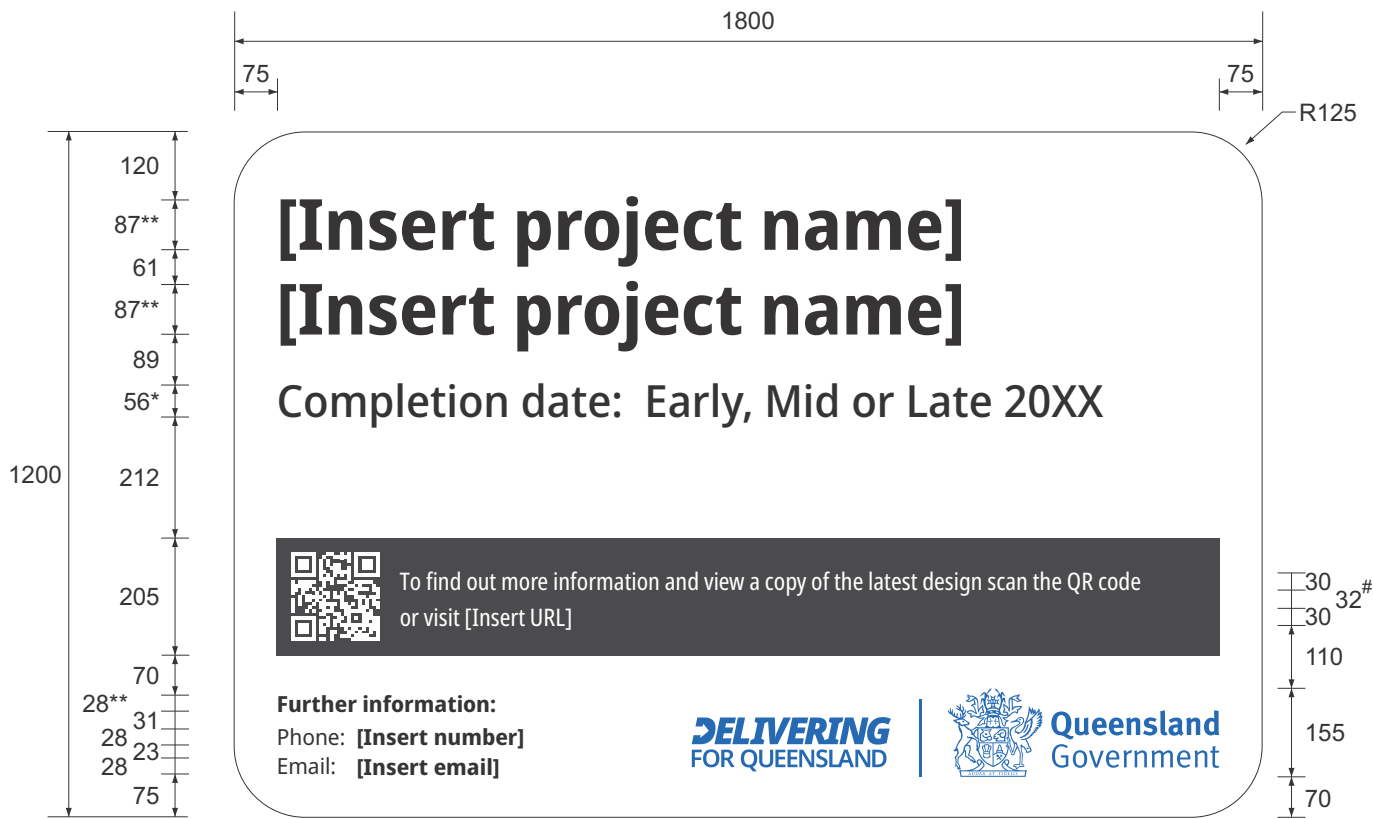 1800
75
75
R125
120
[Insert project name]
87**
61
[Insert project name]
87**
89
Completion date:  Early, Mid or Late 20XX
56*
1200
212
205
To find out more information and view a copy of the latest design scan the QR code
or visit [Insert URL]
30
32#
30
110
70
28**
31
28
23
28
75
Further information:
Phone: [Insert number]
Email: [Insert email]
DELIVERING
FOR QUEENSLAND
AUDAX AT FIDELIS
Queensland
Government
155
70